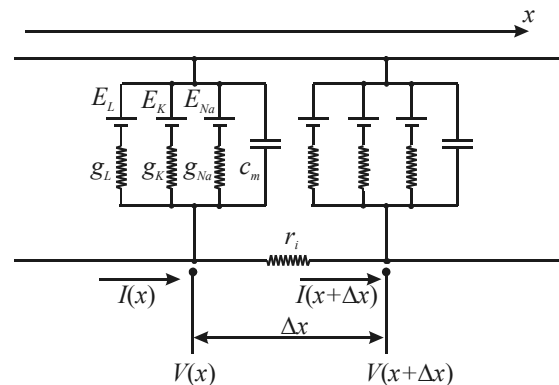 x
E_L E_K E_Na
g_L g_K g_Na c_m
r_i
I(x) I(x+Δx)
Δx
V(x) V(x+Δx)